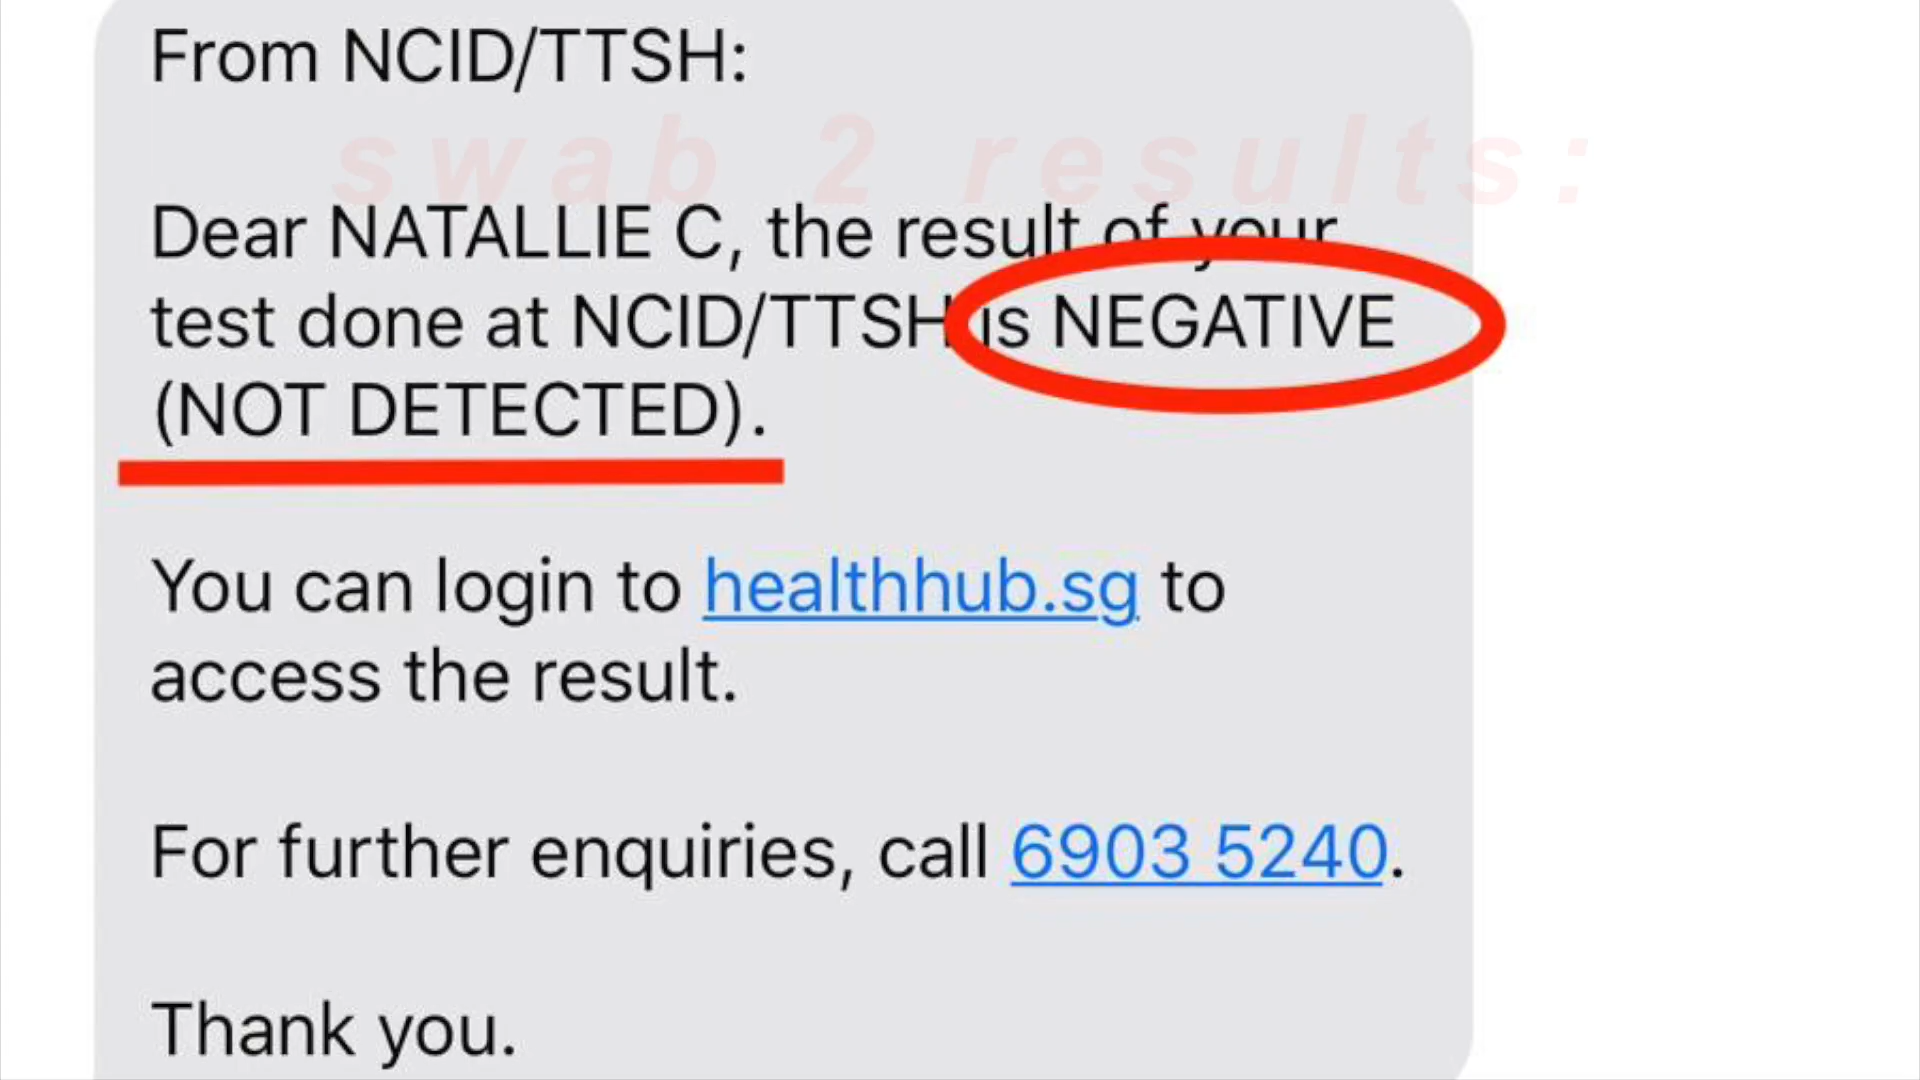 From NCID/TTSH:
swab 2 results:
Dear NATALLIE C, the result of your
test done at NCID/TTSH is NEGATIVE
(NOT DETECTED).
You can login to healthhub.sg to
access the result.
For further enquiries, call 6903 5240.
Thank you.